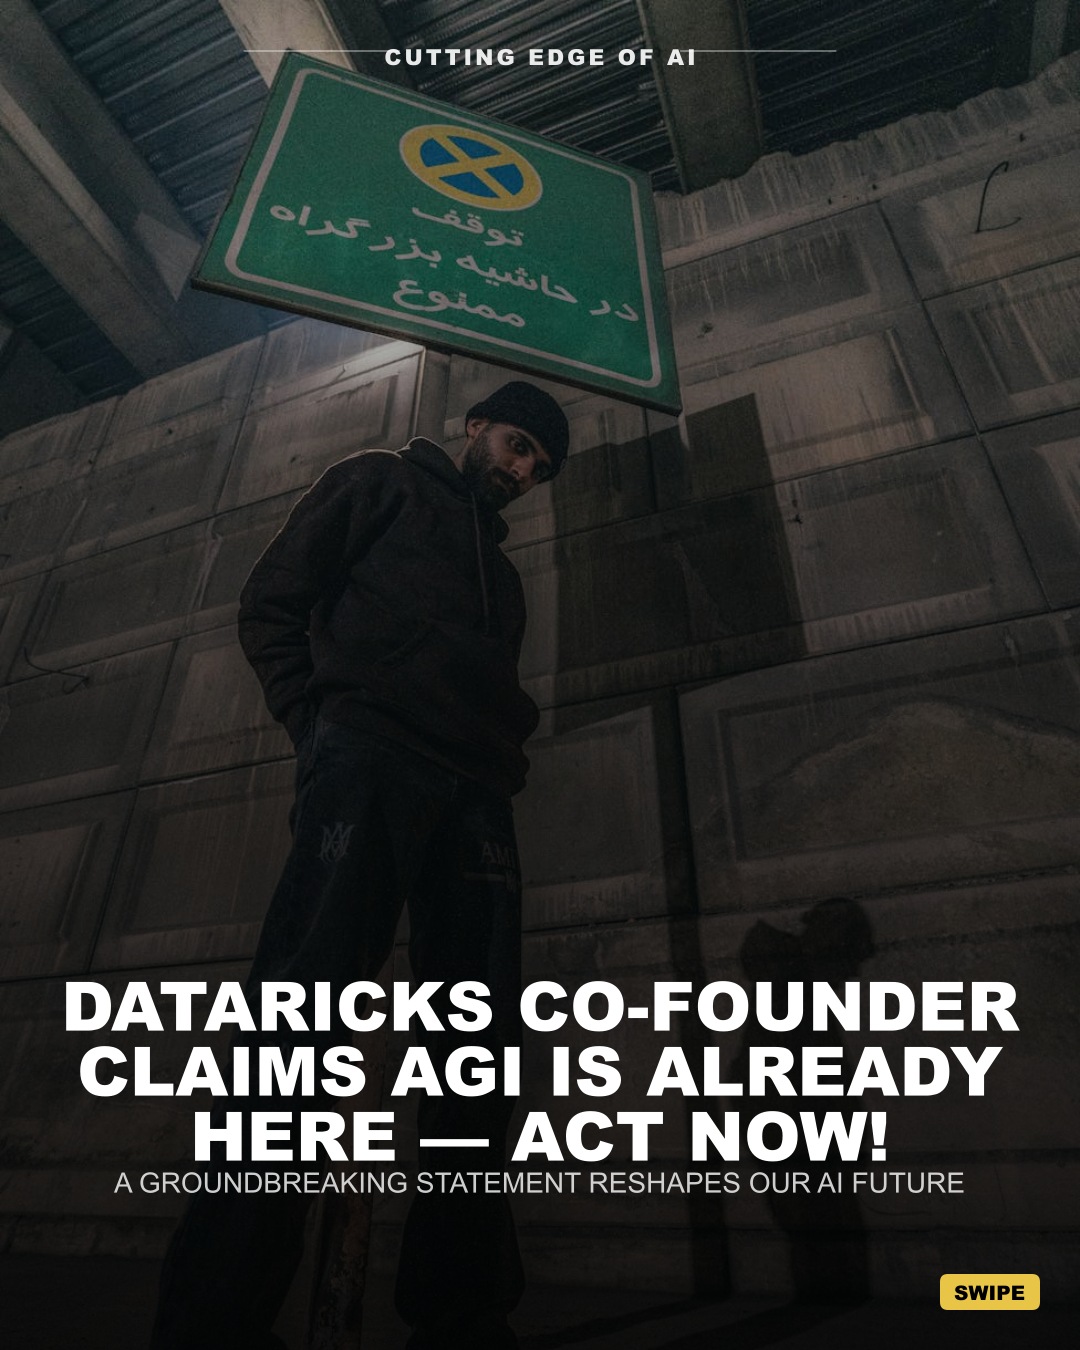 CUTTING EDGE OF AI
توقف
در حاشیه بزرگراه
ممنوع
DATARICKS CO-FOUNDER
CLAIMS AGI IS ALREADY
HERE — ACT NOW!
A GROUNDBREAKING STATEMENT RESHAPES OUR AI FUTURE
SWIPE